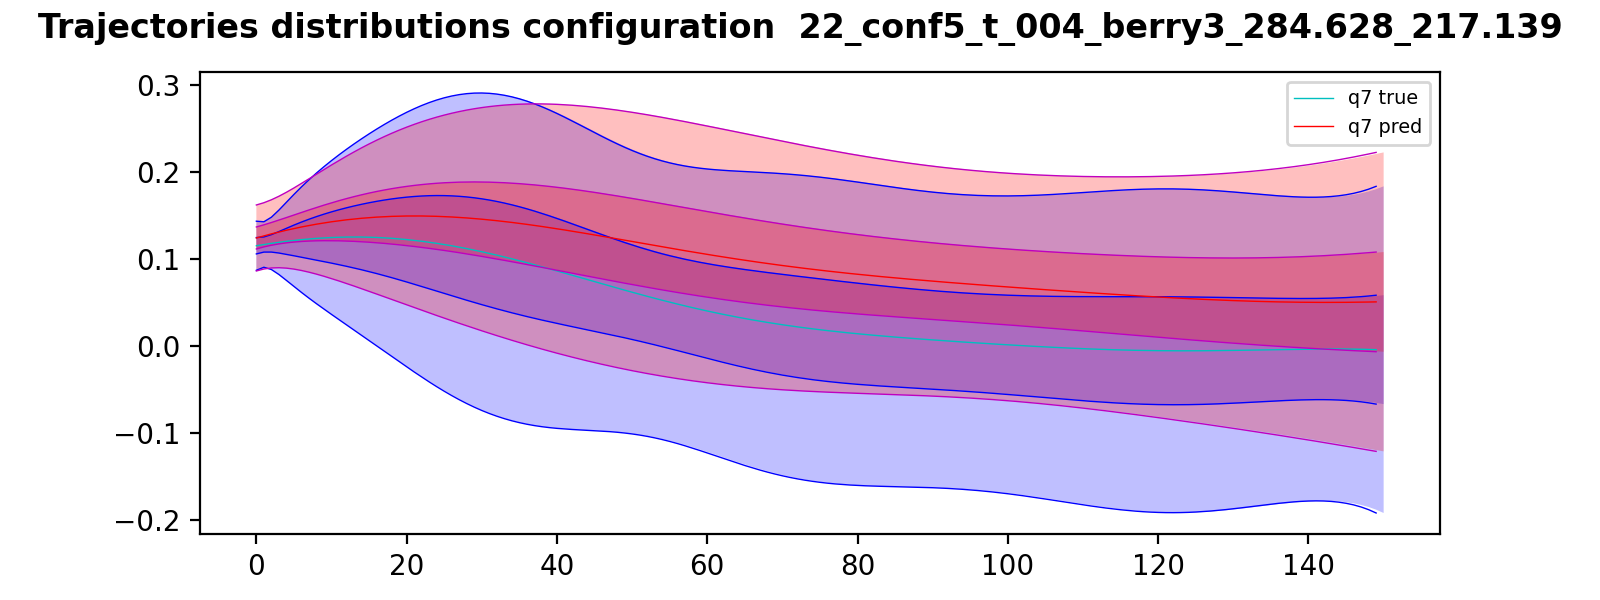 Trajectories distributions configuration  22_conf5_t_004_berry3_284.628_217.139
0.3
0.2
0.1
0.0
−0.1
−0.2
q7 true
q7 pred
0 20 40 60 80 100 120 140